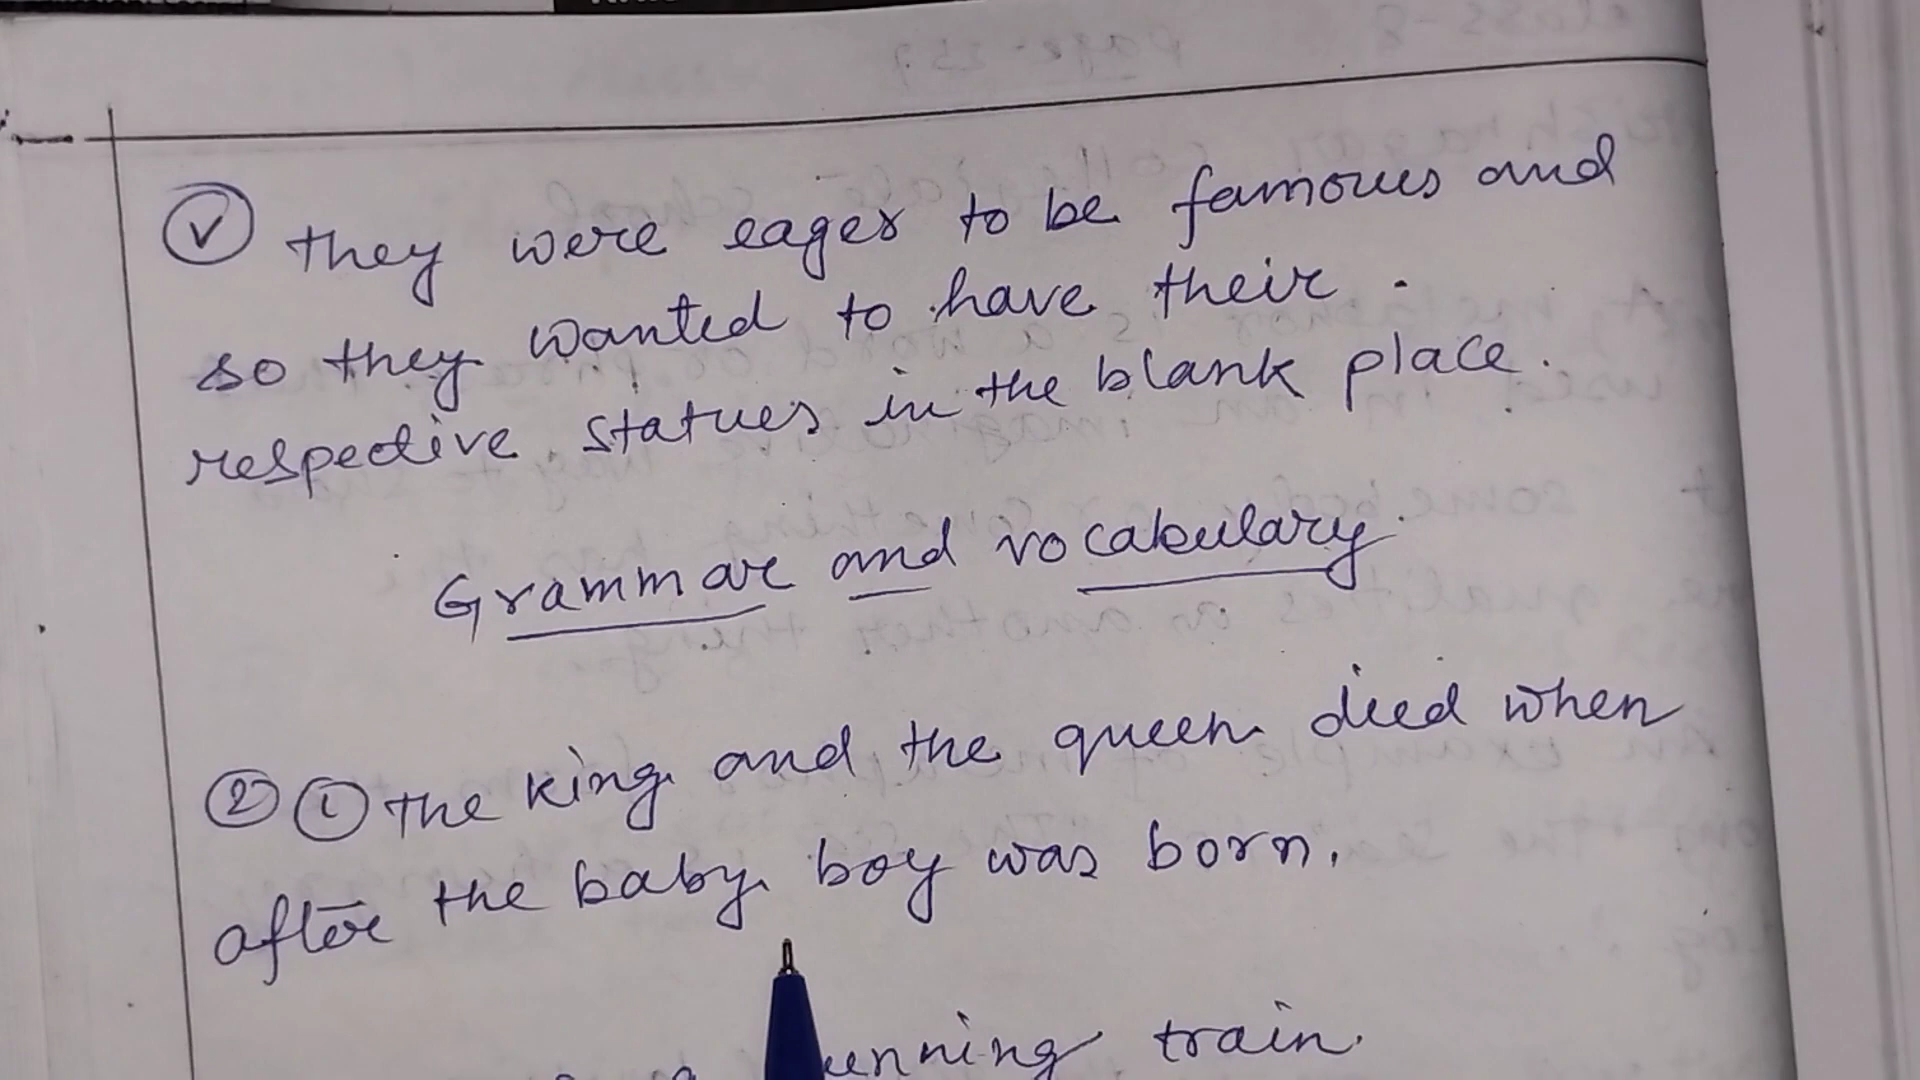 (v) they were eager to be famous and
so they wanted to have their
respective statues in the blank place.
Grammar and vocabulary
(2) (i) The king and the queen died when
after the baby boy was born.
running train.